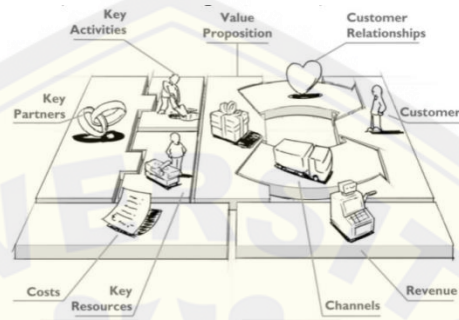 Key
Activities
Value
Proposition
Customer
Relationships
Key
Partners
Customer
Costs
Key
Resources
Channels
Revenue